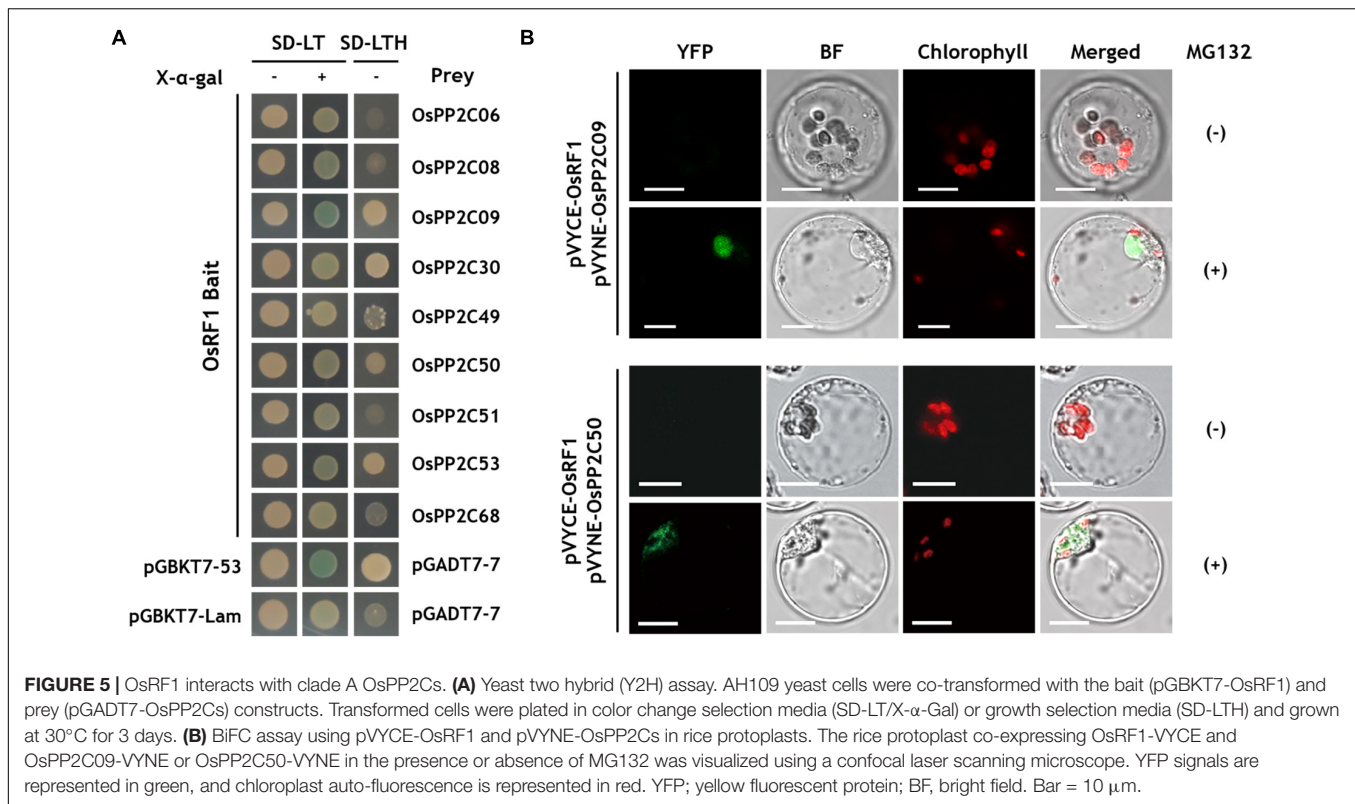 A
SD-LT SD-LTH
X-α-gal - + - Prey
OsRF1 Bait
OsPP2C06
OsPP2C08
OsPP2C09
OsPP2C30
OsPP2C49
OsPP2C50
OsPP2C51
OsPP2C53
OsPP2C68
pGBKT7-53 pGADT7-7
pGBKT7-Lam pGADT7-7
B
YFP BF Chlorophyll Merged MG132
pVYCE-OsRF1
pVYNE-OsPP2C09
(-)
(+)
pVYCE-OsRF1
pVYNE-OsPP2C50
(-)
(+)
FIGURE 5 | OsRF1 interacts with clade A OsPP2Cs. (A) Yeast two hybrid (Y2H) assay. AH109 yeast cells were co-transformed with the bait (pGBKT7-OsRF1) and
prey (pGADT7-OsPP2Cs) constructs. Transformed cells were plated in color change selection media (SD-LT/X-α-Gal) or growth selection media (SD-LTH) and grown
at 30°C for 3 days. (B) BiFC assay using pVYCE-OsRF1 and pVYNE-OsPP2Cs in rice protoplasts. The rice protoplast co-expressing OsRF1-VYCE and
OsPP2C09-VYNE or OsPP2C50-VYNE in the presence or absence of MG132 was visualized using a confocal laser scanning microscope. YFP signals are
represented in green, and chloroplast auto-fluorescence is represented in red. YFP; yellow fluorescent protein; BF, bright field. Bar = 10 μm.